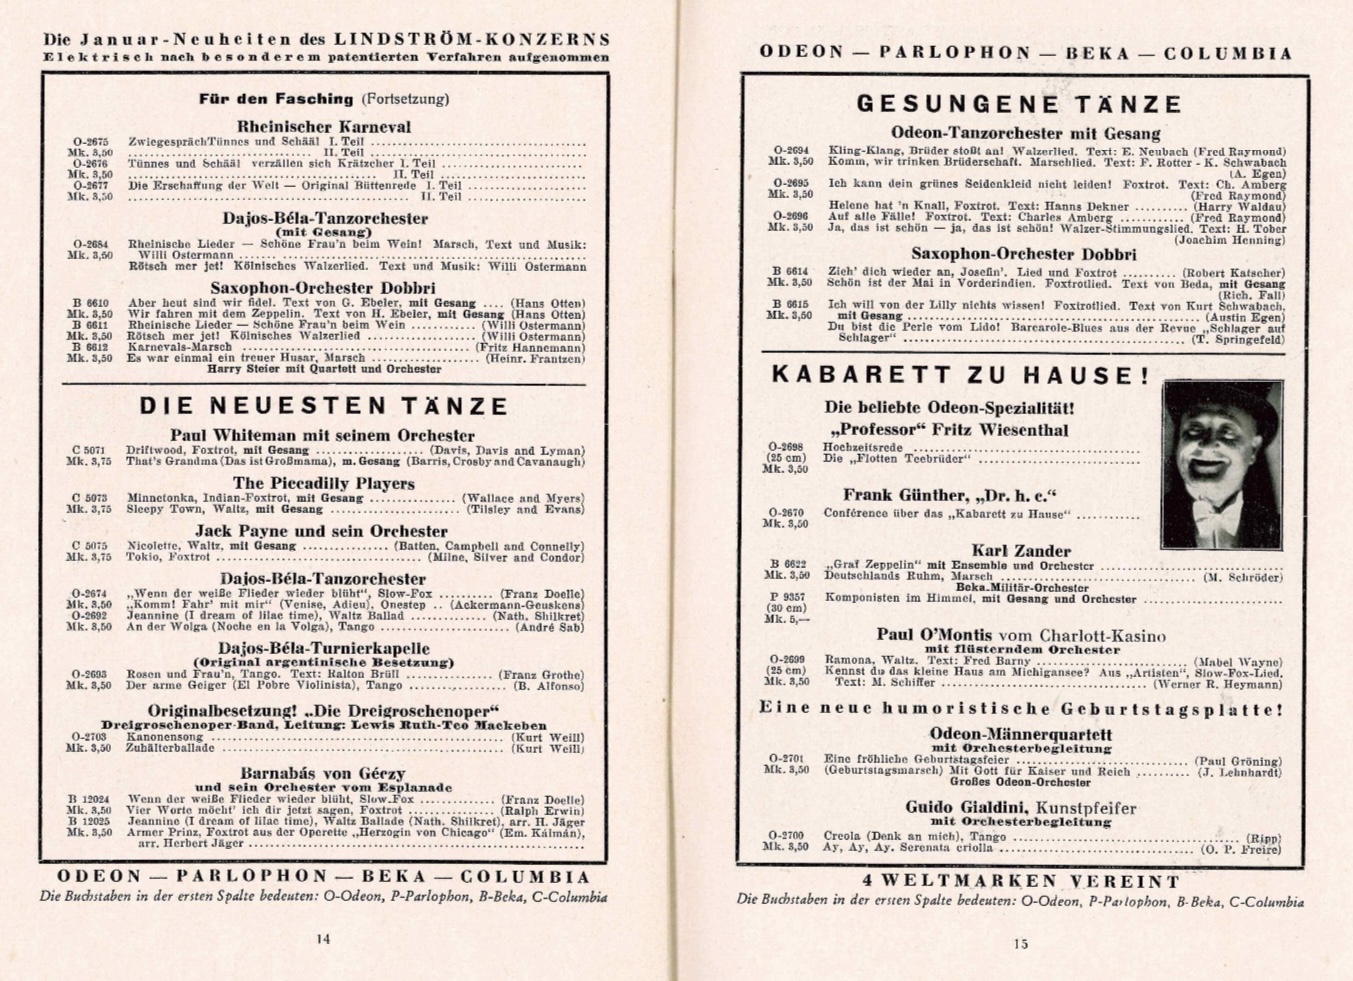 Die Januar-Neuheiten des LINDSTRÖM-KONZERNS
Elektrisch nach besonderem patentierten Verfahren aufgenommen
Für den Fasching (Fortsetzung)
Rheinischer Karneval
O-2675 Zwiegespräch Tünnes und Schääl I. Teil
Mk. 3,50 II. Teil
O-2676 Tünnes und Schääl verzällen sich Krätzcher I. Teil
Mk. 3,50 II. Teil
O-2677 Die Erschaffung der Welt — Original Büttenrede I. Teil
Mk. 3,50 II. Teil
Dajos-Béla-Tanzorchester
(mit Gesang)
O-2684 Rheinische Lieder — Schöne Frau'n beim Wein! Marsch, Text und Musik:
Mk. 3,50 Willi Ostermann
Rötsch mer jet! Kölnisches Walzerlied. Text und Musik: Willi Ostermann
Saxophon-Orchester Dobbri
B 6610 Aber heut sind wir fidel. Text von G. Ebeler, mit Gesang .... (Hans Otten)
Mk. 3,50 Wir fahren mit dem Zeppelin. Text von H. Ebeler, mit Gesang (Hans Otten)
B 6611 Rheinische Lieder — Schöne Frau'n beim Wein (Willi Ostermann)
Mk. 3,50 Rötsch mer jet! Kölnisches Walzerlied (Willi Ostermann)
B 6612 Karnevals-Marsch (Fritz Hannemann)
Mk. 3,50 Es war einmal ein treuer Husar, Marsch (Heinr. Frantzen)
Harry Steier mit Quartett und Orchester
DIE NEUESTEN TÄNZE
Paul Whiteman mit seinem Orchester
C 5071 Driftwood, Foxtrot, mit Gesang (Davis, Davis and Lyman)
Mk. 3,75 That's Grandma (Das ist Großmama), m. Gesang (Barris, Crosby and Cavanaugh)
The Piccadilly Players
C 5073 Minnetonka, Indian-Foxtrot, mit Gesang (Wallace and Myers)
Mk. 3,75 Sleepy Town, Waltz, mit Gesang (Tilsley and Evans)
Jack Payne und sein Orchester
C 5075 Nicolette, Waltz, mit Gesang (Batten, Campbell and Connelly)
Mk. 3,75 Tokio, Foxtrot (Milne, Silver and Condor)
Dajos-Béla-Tanzorchester
O-2674 „Wenn der weiße Flieder wieder blüht“, Slow-Fox (Franz Doelle)
Mk. 3,50 „Komm! Fahr' mit mir“ (Venise, Adieu), Onestep .. (Ackermann-Geuskens)
O-2692 Jeannine (I dream of lilac time), Waltz Ballad (Nath. Shilkret)
Mk. 3,50 An der Wolga (Noche en la Volga), Tango (André Sab)
Dajos-Béla-Turnierkapelle
(Original argentinische Besetzung)
O-2693 Rosen und Frau'n, Tango. Text: Ralton Brüll (Franz Grothe)
Mk. 3,50 Der arme Geiger (El Pobre Violinista), Tango (B. Alfonso)
Originalbesetzung! „Die Dreigroschenoper“
Dreigroschenoper-Band, Leitung: Lewis Ruth-Teo Mackeben
O-2703 Kanonensong (Kurt Weill)
Mk. 3,50 Zuhälterballade (Kurt Weill)
Barnabás von Géczy
und sein Orchester vom Esplanade
B 12024 Wenn der weiße Flieder wieder blüht, Slow-Fox (Franz Doelle)
Mk. 3,50 Vier Worte möcht' ich dir jetzt sagen, Foxtrot (Ralph Erwin)
B 12025 Jeannine (I dream of lilac time), Waltz Ballade (Nath. Shilkret), arr. H. Jäger
Mk. 3,50 Armer Prinz, Foxtrot aus der Operette „Herzogin von Chicago“ (Em. Kálmán),
arr. Herbert Jäger
ODEON — PARLOPHON — BEKA — COLUMBIA
Die Buchstaben in der ersten Spalte bedeuten: O-Odeon, P-Parlophon, B-Beka, C-Columbia
14
ODEON — PARLOPHON — BEKA — COLUMBIA
GESUNGENE TÄNZE
Odeon-Tanzorchester mit Gesang
O-2694 Kling-Klang, Brüder stoßt an! Walzerlied. Text: E. Neubach (Fred Raymond)
Mk. 3,50 Komm, wir trinken Brüderschaft. Marschlied. Text: F. Rotter - K. Schwabach
(A. Egen)
O-2695 Ich kann dein grünes Seidenkleid nicht leiden! Foxtrot. Text: Ch. Amberg
Mk. 3,50 (Fred Raymond)
Helene hat 'n Knall, Foxtrot. Text: Hanns Dekner (Harry Waldau)
O-2696 Auf alle Fälle! Foxtrot. Text: Charles Amberg (Fred Raymond)
Mk. 3,50 Ja, das ist schön — ja, das ist schön! Walzer-Stimmungslied. Text: H. Tober
(Joachim Henning)
Saxophon-Orchester Dobbri
B 6614 Zieh' dich wieder an, Josefin'. Lied und Foxtrot (Robert Katscher)
Mk. 3,50 Schön ist der Mai in Vorderindien. Foxtrotlied. Text von Beda, mit Gesang
(Rich. Fall)
B 6615 Ich will von der Lilly nichts wissen! Foxtrotlied. Text von Kurt Schwabach,
Mk. 3,50 mit Gesang (Austin Egen)
Du bist die Perle vom Lido! Barcarole-Blues aus der Revue „Schlager auf
Schlager“ (T. Springefeld)
KABARETT ZU HAUSE!
Die beliebte Odeon-Spezialität!
„Professor“ Fritz Wiesenthal
O-2698 Hochzeitsrede
(25 cm) Die „Flotten Teebrüder“
Mk. 3,50
Frank Günther, „Dr. h. c.“
O-2670 Conférence über das „Kabarett zu Hause“
Mk. 3,50
Karl Zander
B 6622 „Graf Zeppelin“ mit Ensemble und Orchester
Mk. 3,50 Deutschlands Ruhm, Marsch (M. Schröder)
Beka-Militär-Orchester
P 9357 Komponisten im Himmel, mit Gesang und Orchester
(30 cm)
Mk. 5,—
Paul O'Montis vom Charlott-Kasino
mit flüsterndem Orchester
O-2699 Ramona, Waltz. Text: Fred Barny (Mabel Wayne)
(25 cm) Kennst du das kleine Haus am Michigansee? Aus „Artisten“, Slow-Fox-Lied.
Mk. 3,50 Text: M. Schiffer (Werner R. Heymann)
Eine neue humoristische Geburtstagsplatte!
Odeon-Männerquartett
mit Orchesterbegleitung
O-2701 Eine fröhliche Geburtstagsfeier (Paul Gröning)
Mk. 3,50 (Geburtstagsmarsch) Mit Gott für Kaiser und Reich (J. Lehnhardt)
Großes Odeon-Orchester
Guido Gialdini, Kunstpfeifer
mit Orchesterbegleitung
O-2700 Creola (Denk an mich), Tango (Ripp)
Mk. 3,50 Ay, Ay, Ay. Serenata criolla (O. P. Freire)
4 WELTMARKEN VEREINT
Die Buchstaben in der ersten Spalte bedeuten: O-Odeon, P-Parlophon, B-Beka, C-Columbia
15